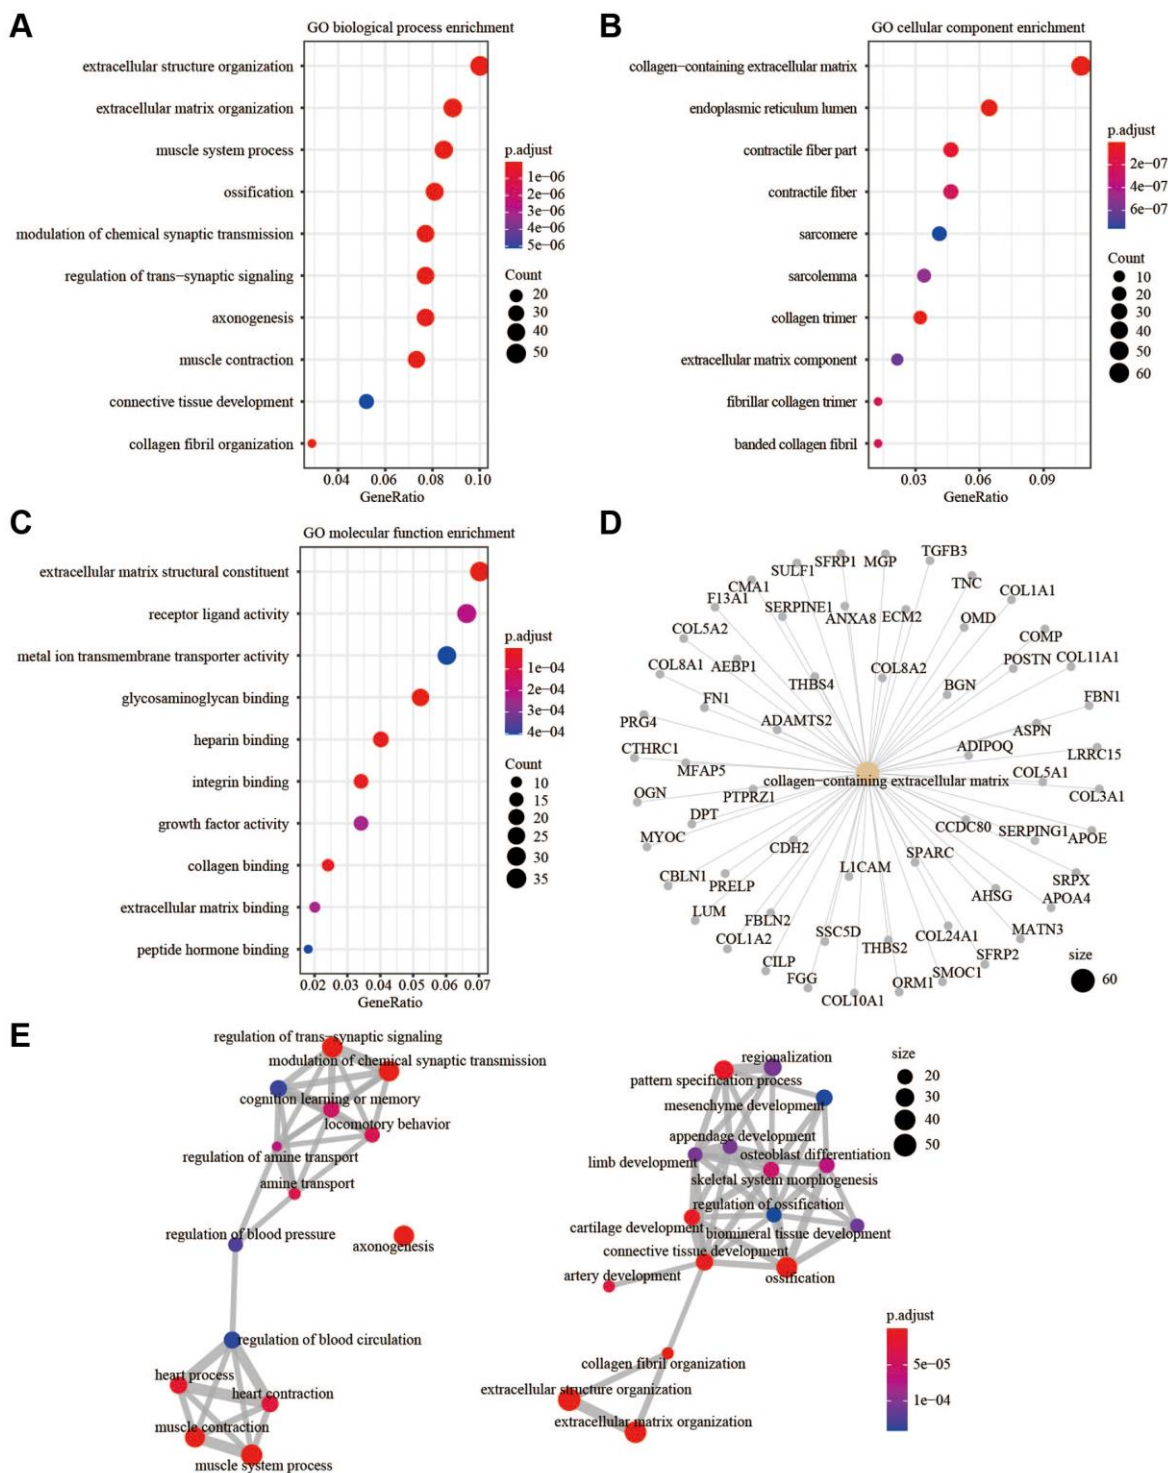 A
GO biological process enrichment
extracellular structure organization
extracellular matrix organization
muscle system process
ossification
modulation of chemical synaptic transmission
regulation of trans−synaptic signaling
axonogenesis
muscle contraction
connective tissue development
collagen fibril organization
0.04 0.06 0.08 0.10
GeneRatio
p.adjust
1e−06
2e−06
3e−06
4e−06
5e−06
Count
20
30
40
50
B
GO cellular component enrichment
collagen−containing extracellular matrix
endoplasmic reticulum lumen
contractile fiber part
contractile fiber
sarcomere
sarcolemma
collagen trimer
extracellular matrix component
fibrillar collagen trimer
banded collagen fibril
0.03 0.06 0.09
GeneRatio
p.adjust
2e−07
4e−07
6e−07
Count
10
20
30
40
50
60
C
GO molecular function enrichment
extracellular matrix structural constituent
receptor ligand activity
metal ion transmembrane transporter activity
glycosaminoglycan binding
heparin binding
integrin binding
growth factor activity
collagen binding
extracellular matrix binding
peptide hormone binding
0.02 0.03 0.04 0.05 0.06 0.07
GeneRatio
p.adjust
1e−04
2e−04
3e−04
4e−04
Count
10
15
20
25
30
35
D
TGFB3
SFRP1 MGP
SULF1
TNC
CMA1
COL1A1
F13A1
SERPINE1
ANXA8 ECM2
OMD
COL5A2
COMP
COL8A1 AEBP1
COL8A2
POSTN COL11A1
THBS4
BGN
FN1
FBN1
PRG4
ADAMTS2
ASPN
CTHRC1
ADIPOQ
LRRC15
MFAP5
collagen−containing extracellular matrix
COL5A1
OGN
PTPRZ1
COL3A1
DPT
CCDC80
SERPING1
APOE
MYOC
CDH2
SPARC
L1CAM
CBLN1
PRELP
SRPX
AHSG
APOA4
LUM
FBLN2
COL1A2
SSC5D
COL24A1
MATN3
THBS2
CILP
SFRP2
FGG
SMOC1
ORM1
COL10A1
size
60
E
regulation of trans−synaptic signaling
modulation of chemical synaptic transmission
cognition learning or memory
locomotory behavior
regulation of amine transport
amine transport
regulation of blood pressure
axonogenesis
regulation of blood circulation
heart process
heart contraction
muscle contraction
muscle system process
regionalization
pattern specification process
mesenchyme development
appendage development
osteoblast differentiation
limb development
skeletal system morphogenesis
regulation of ossification
cartilage development
biomineral tissue development
connective tissue development
artery development
ossification
collagen fibril organization
extracellular structure organization
extracellular matrix organization
size
20
30
40
50
p.adjust
5e−05
1e−04